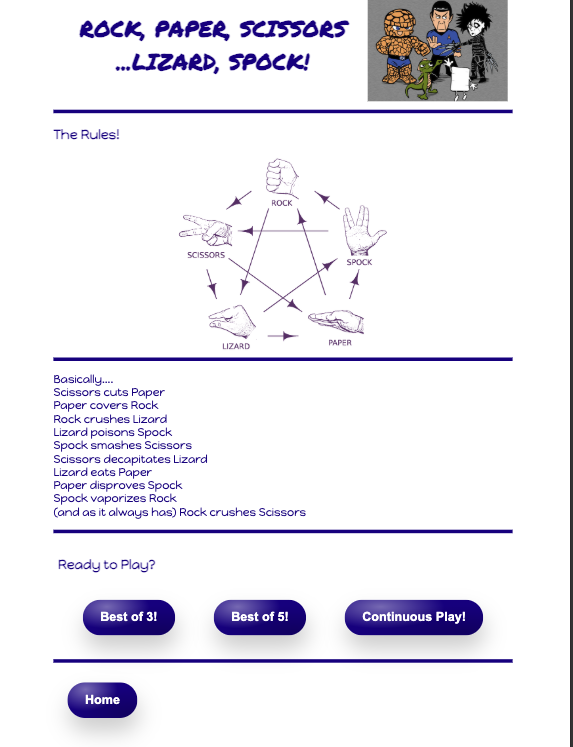 ROCK, PAPER, SCISSORS
...LIZARD, SPOCK!
The Rules!
ROCK
SCISSORS
SPOCK
LIZARD
PAPER
Basically....
Scissors cuts Paper
Paper covers Rock
Rock crushes Lizard
Lizard poisons Spock
Spock smashes Scissors
Scissors decapitates Lizard
Lizard eats Paper
Paper disproves Spock
Spock vaporizes Rock
(and as it always has) Rock crushes Scissors
Ready to Play?
Best of 3!
Best of 5!
Continuous Play!
Home